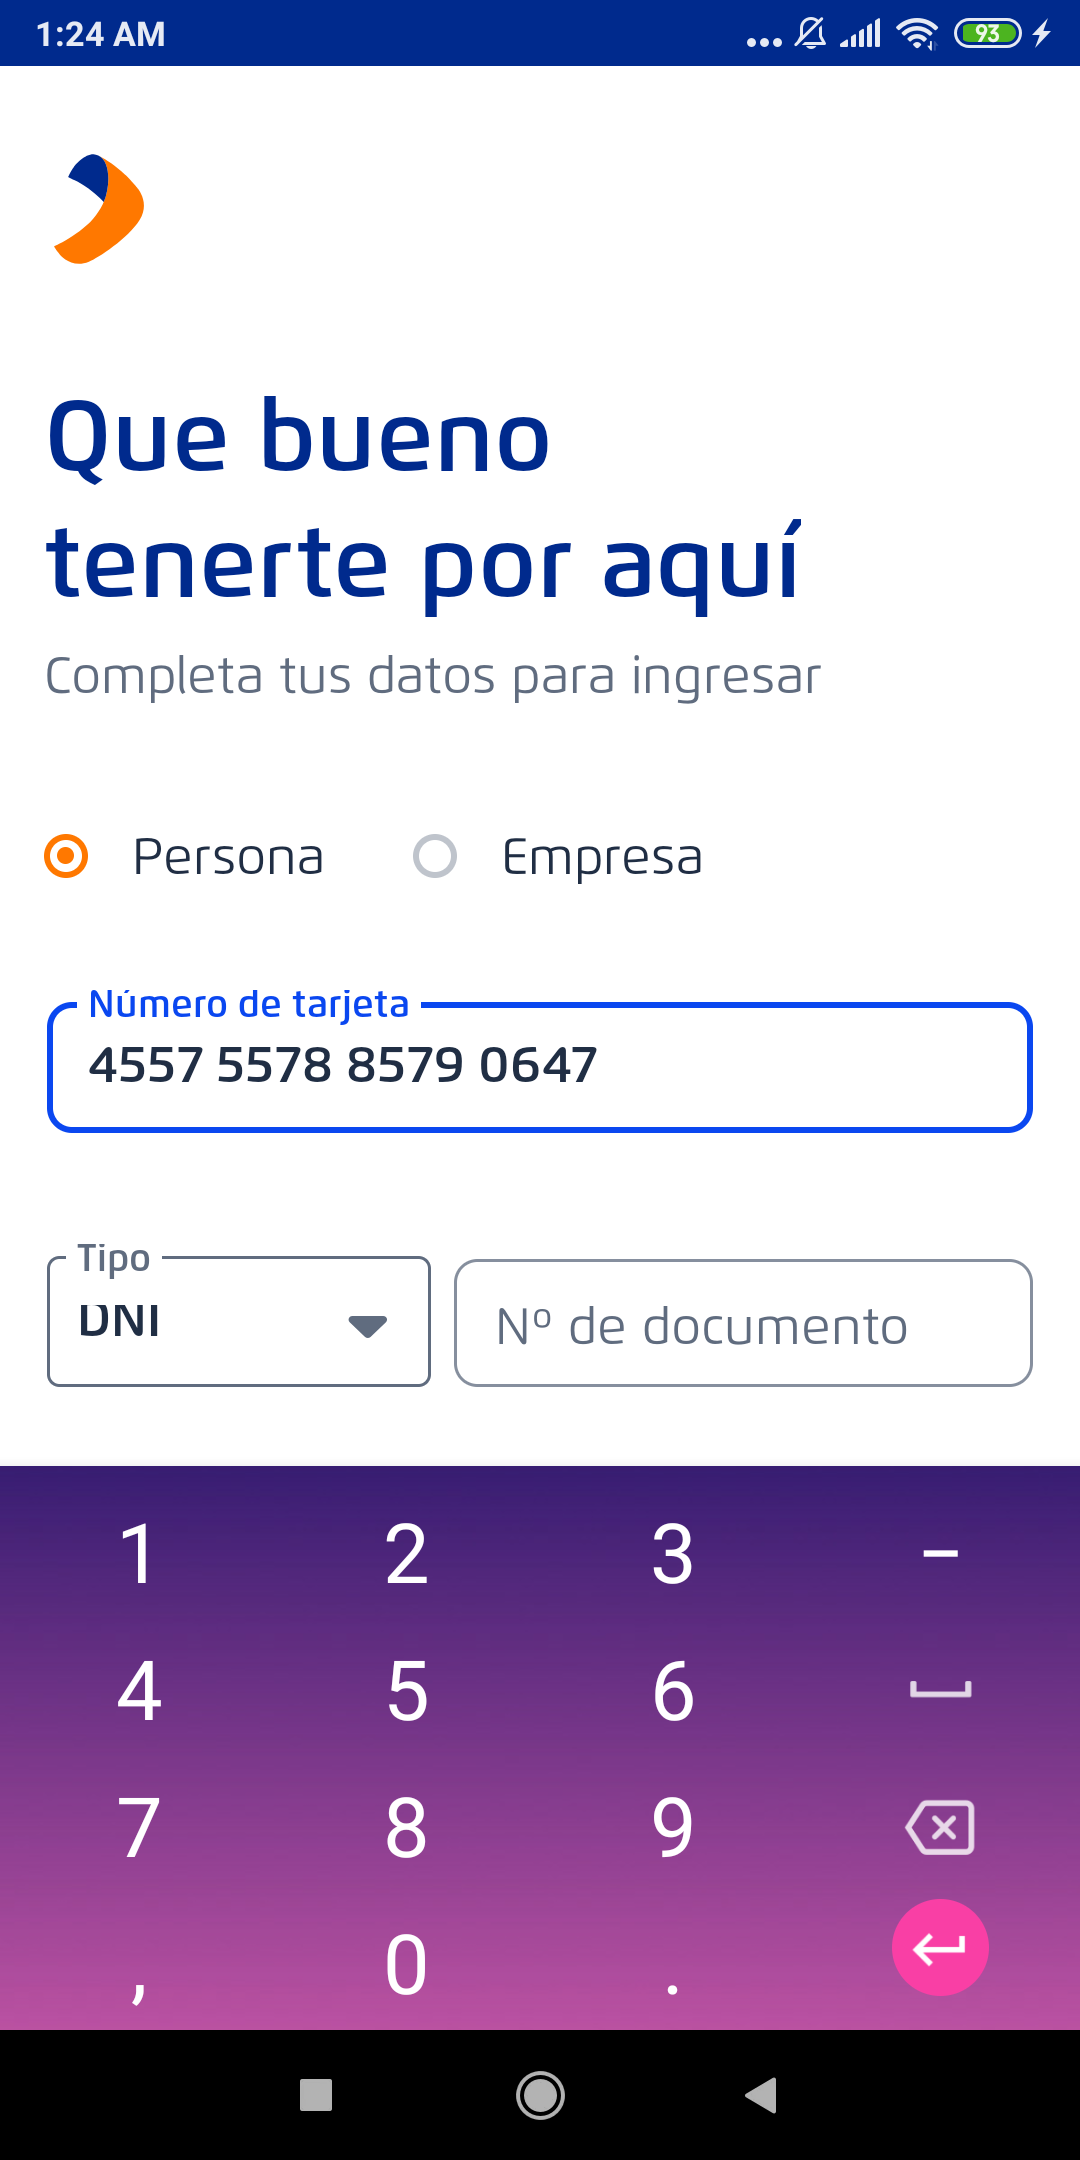 1:24 AM
93
Que bueno
tenerte por aquí
Completa tus datos para ingresar
Persona
Empresa
Número de tarjeta
4557 5578 8579 0647
Tipo
DNI
Nº de documento
1 2 3 -
4 5 6
7 8 9
, 0 .